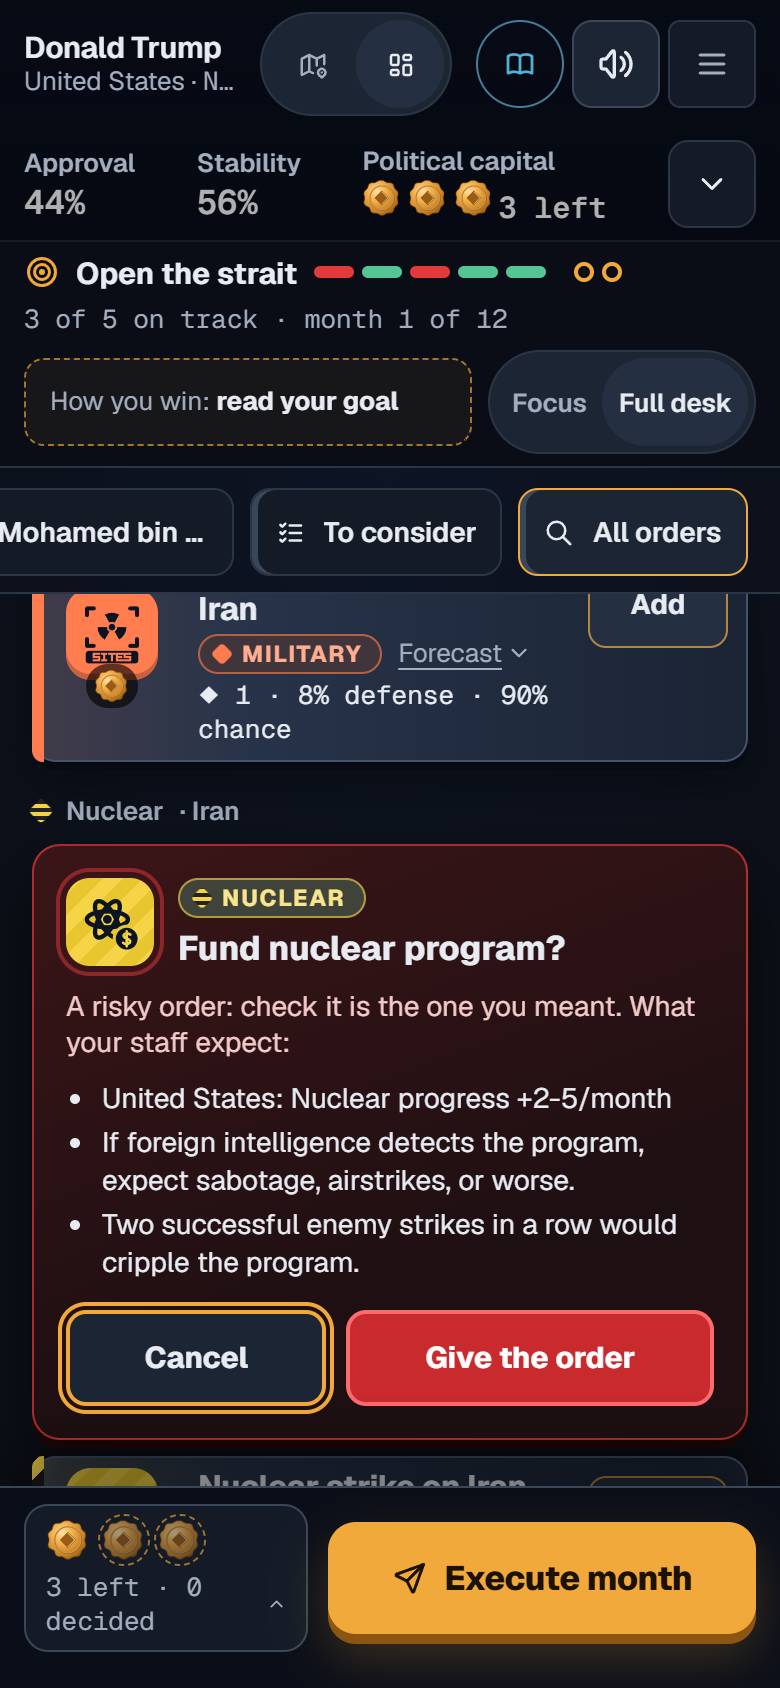 Donald Trump
United States · N...
Approval
44%
Stability
56%
Political capital
3 left
Open the strait
3 of 5 on track · month 1 of 12
How you win: read your goal
Focus
Full desk
Mohamed bin ...
To consider
All orders
Iran
Add
SITES
MILITARY
Forecast
◆ 1 · 8% defense · 90%
chance
Nuclear · Iran
NUCLEAR
Fund nuclear program?
A risky order: check it is the one you meant. What
your staff expect:
• United States: Nuclear progress +2-5/month
• If foreign intelligence detects the program,
expect sabotage, airstrikes, or worse.
• Two successful enemy strikes in a row would
cripple the program.
Cancel
Give the order
Nuclear strike on Iran
3 left · 0
decided
Execute month